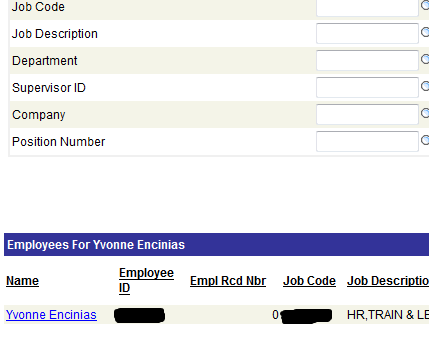 Job Code
Job Description
Department
Supervisor ID
Company
Position Number
Employees For Yvonne Encinias
Name Employee ID Empl Rcd Nbr Job Code Job Descriptio
Yvonne Encinias 0 HR,TRAIN & LE